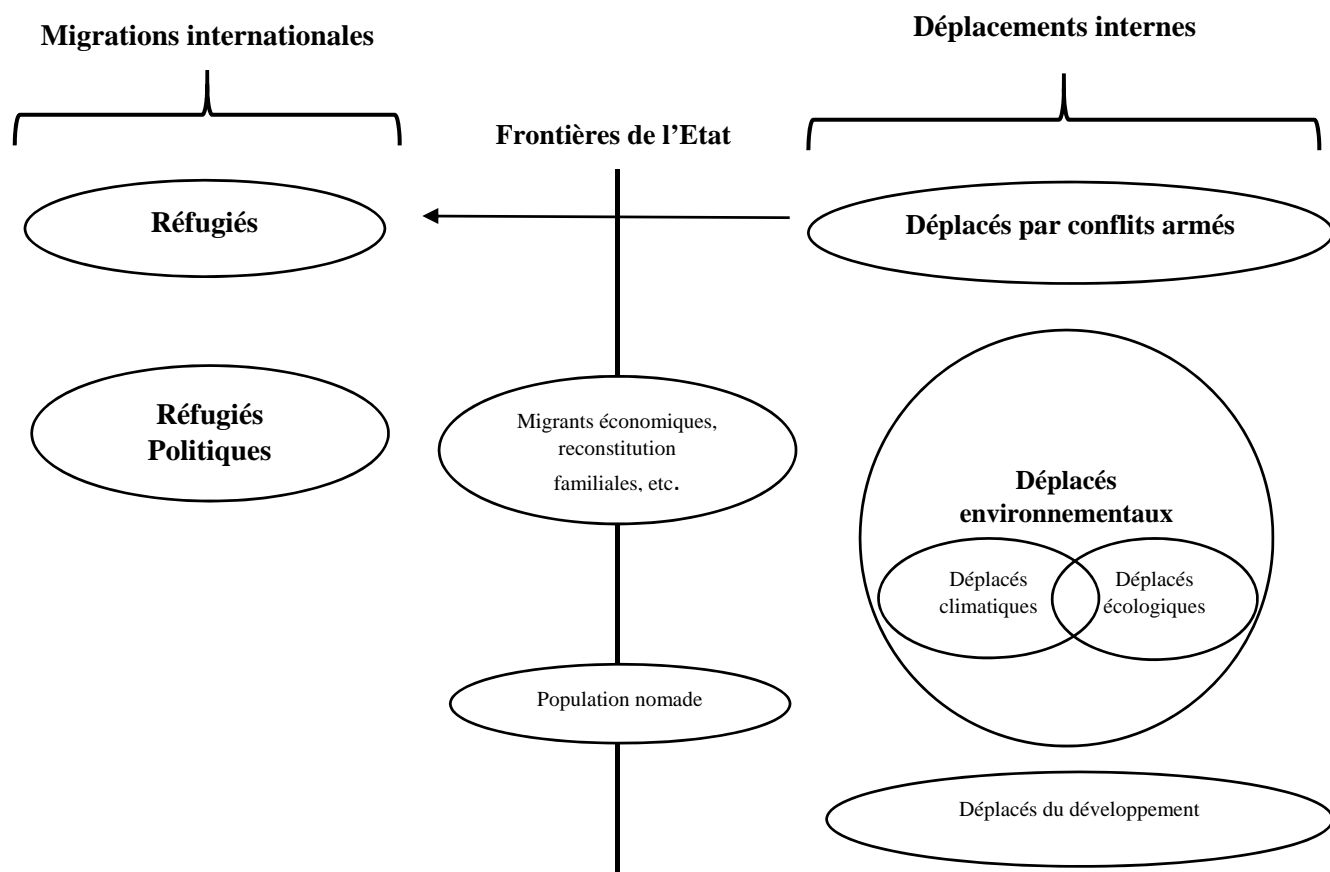 Migrations internationales
Déplacements internes
Frontières de l’Etat
Réfugiés
Déplacés par conflits armés
Réfugiés
Politiques
Migrants économiques,
reconstitution
familiales, etc.
Déplacés
environnementaux
Déplacés
climatiques
Déplacés
écologiques
Population nomade
Déplacés du développement